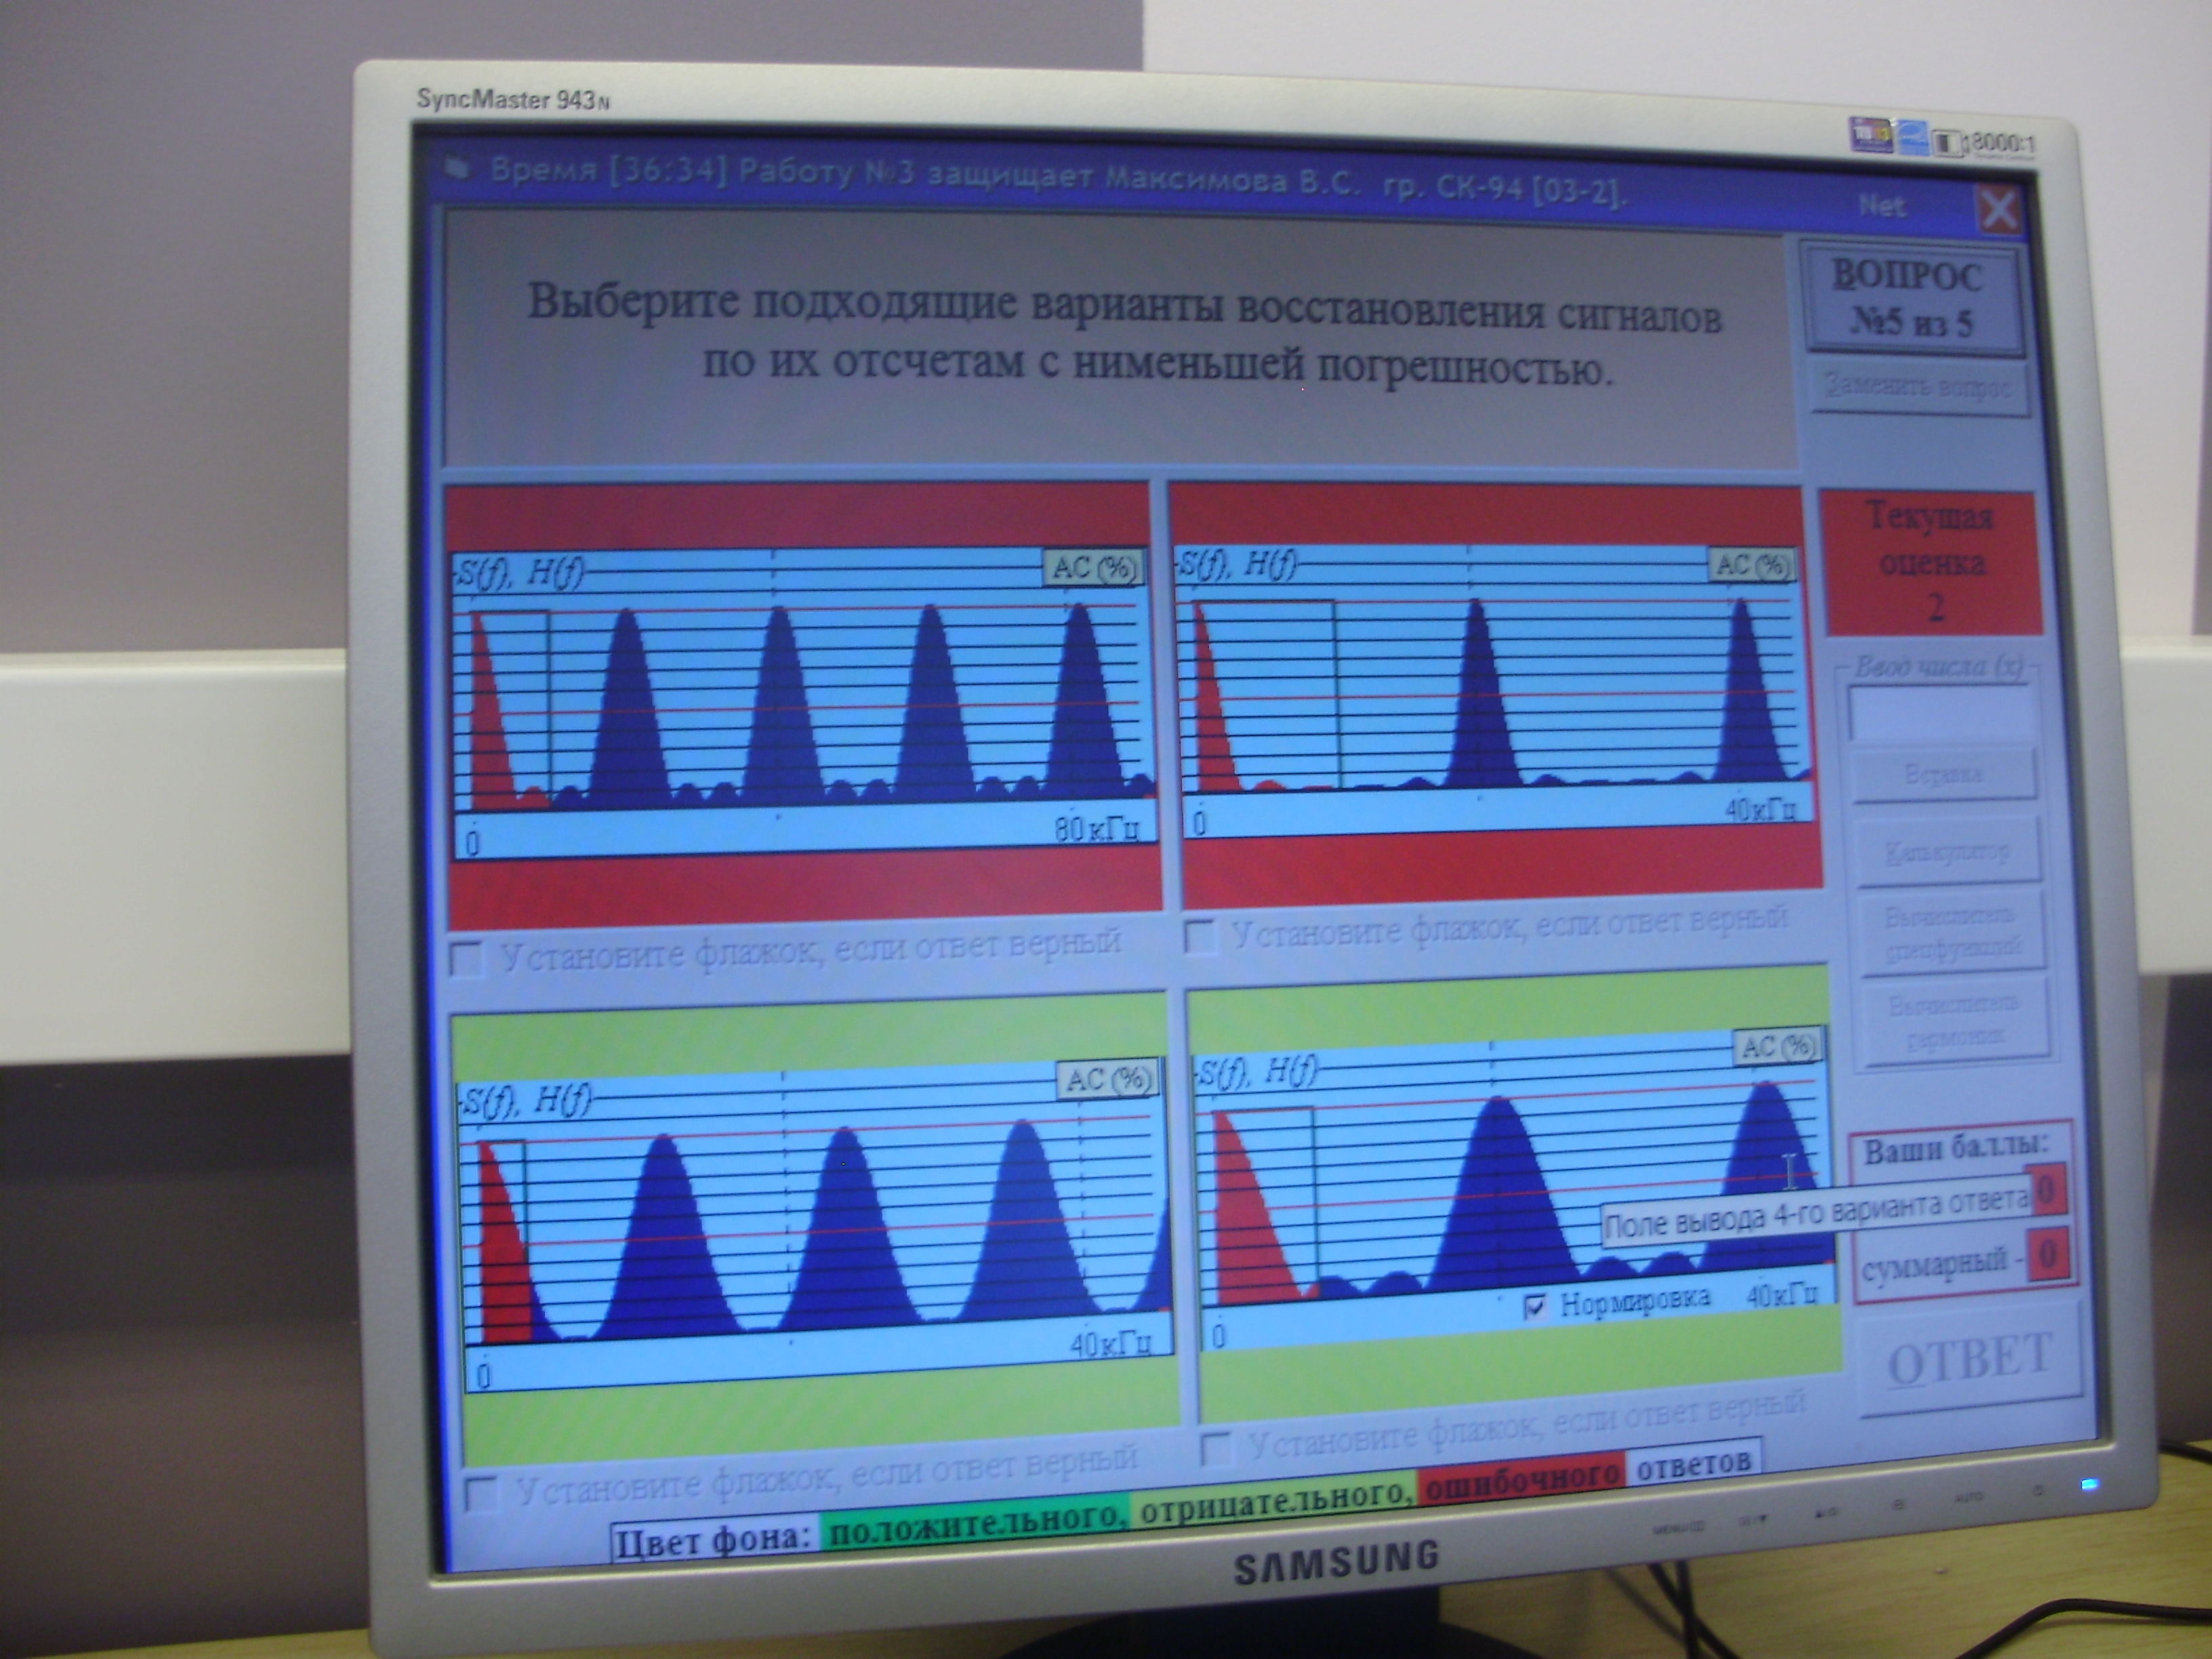 SyncMaster 943N
8000:1
Время [36:34] Работу №3 защищает Максимова В.С. гр. СК-94 [03-2].
Net
Выберите подходящие варианты восстановления сигналов
по их отсчетам с нименьшей погрешностью.
ВОПРОС
№5 из 5
Заменить вопрос
Текущая
оценка
2
S(f), H(f)
AC (%)
0
80кГц
S(f), H(f)
AC (%)
0
40кГц
Ввод числа (x)
Вставка
Калькулятор
Вычислитель
спецфункций
Вычислитель
гармоник
Установите флажок, если ответ верный
Установите флажок, если ответ верный
S(f), H(f)
AC (%)
0
40кГц
S(f), H(f)
AC (%)
0
Нормировка
40кГц
Поле вывода 4-го варианта ответа
Ваши баллы:
0
суммарный - 0
ОТВЕТ
Установите флажок, если ответ верный
Установите флажок, если ответ верный
Цвет фона: положительного, отрицательного, ошибочного ответов
SAMSUNG
MENU
AUTO